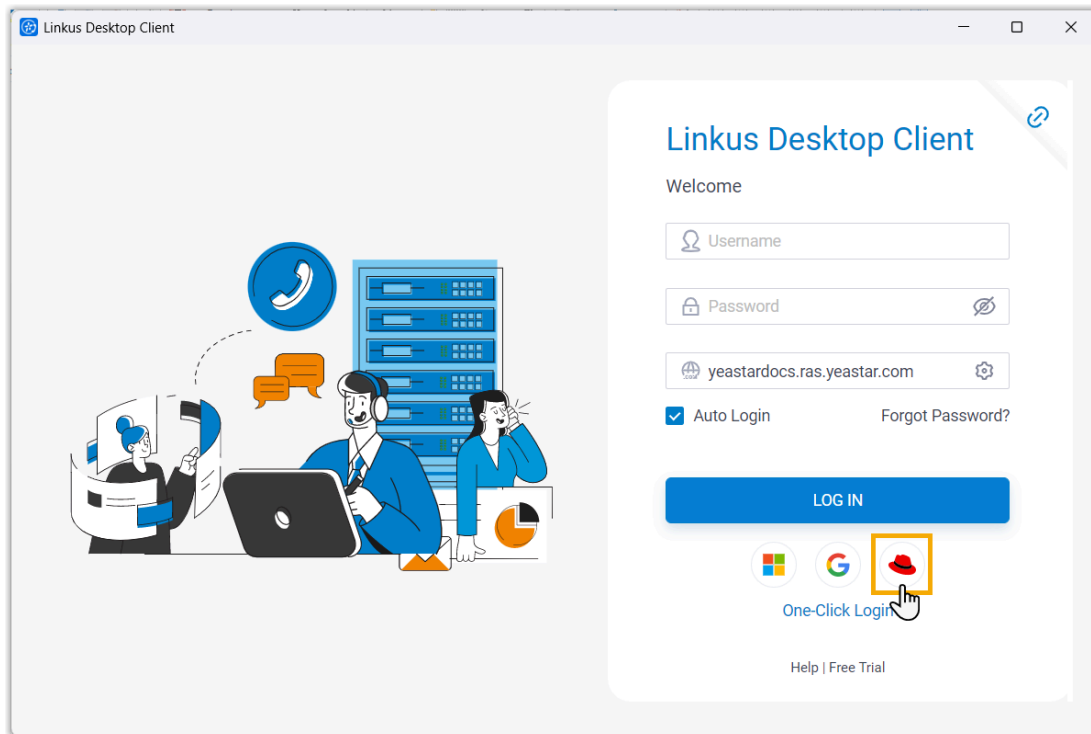 Linkus Desktop Client
Linkus Desktop Client
Welcome
Username
Password
yeastardocs.ras.yeastar.com
Auto Login
Forgot Password?
LOG IN
One-Click Login
Help | Free Trial